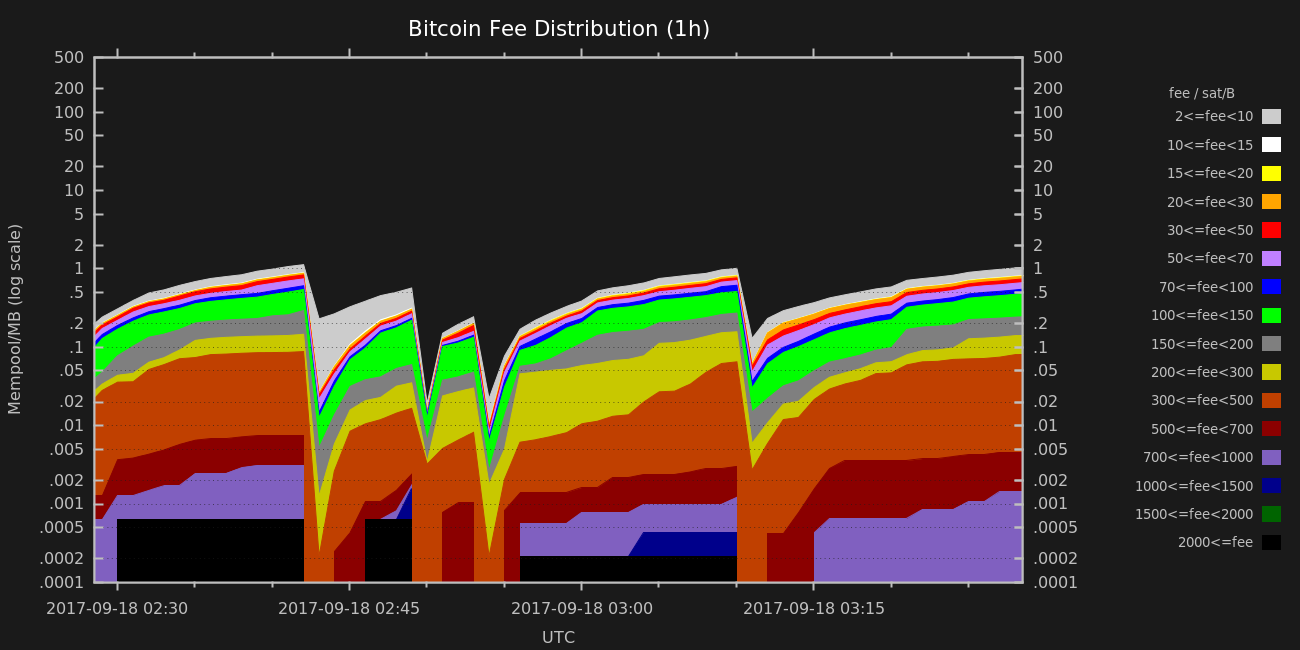 Bitcoin Fee Distribution (1h)
500
200
100
50
20
10
5
2
1
.5
.2
.1
.05
.02
.01
.005
.002
.001
.0005
.0002
.0001
Mempool/MB (log scale)
500
200
100
50
20
10
5
2
1
.5
.2
.1
.05
.02
.01
.005
.002
.001
.0005
.0002
.0001
2017-09-18 02:30
2017-09-18 02:45
2017-09-18 03:00
2017-09-18 03:15
UTC
fee / sat/B
2<=fee<10
10<=fee<15
15<=fee<20
20<=fee<30
30<=fee<50
50<=fee<70
70<=fee<100
100<=fee<150
150<=fee<200
200<=fee<300
300<=fee<500
500<=fee<700
700<=fee<1000
1000<=fee<1500
1500<=fee<2000
2000<=fee